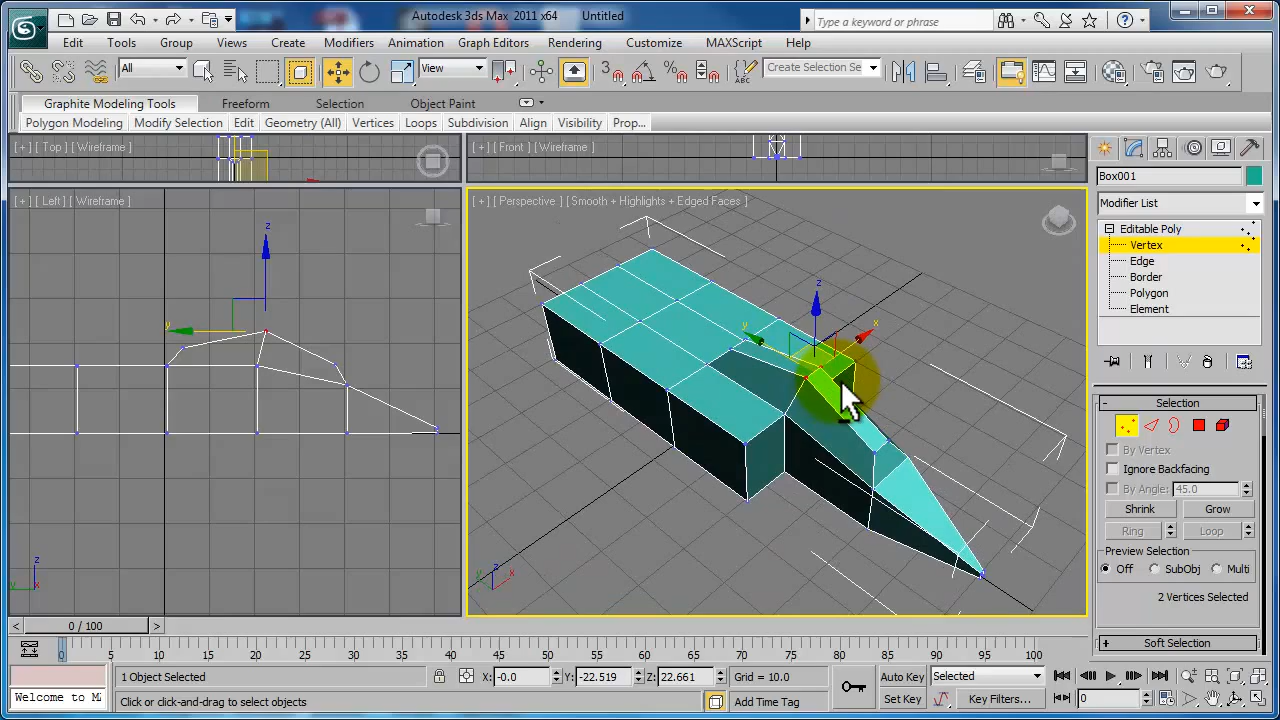 Autodesk 3ds Max 2011 x64 Untitled
Type a keyword or phrase
Edit Tools Group Views Create Modifiers Animation Graph Editors Rendering Customize MAXScript Help
All View 3 Create Selection Se
Graphite Modeling Tools Freeform Selection Object Paint
Polygon Modeling Modify Selection Edit Geometry (All) Vertices Loops Subdivision Align Visibility Prop...
[ + ] [ Top ] [ Wireframe ]
[ + ] [ Front ] [ Wireframe ]
[ + ] [ Left ] [ Wireframe ]
[ + ] [ Perspective ] [ Smooth + Highlights + Edged Faces ]
z
y
z
y x
z
y x
z
y x
Box001
Modifier List
Editable Poly
Vertex
Edge
Border
Polygon
Element
- Selection
By Vertex
Ignore Backfacing
By Angle: 45.0
Shrink Grow
Ring Loop
Preview Selection
Off SubObj Multi
2 Vertices Selected
+ Soft Selection
< 0 / 100 >
0 5 10 15 20 25 30 35 40 45 50 55 60 65 70 75 80 85 90 95 100
1 Object Selected X: -0.0 Y: -22.519 Z: 22.661 Grid = 10.0 Auto Key Selected
Welcome to MA Click or click-and-drag to select objects Add Time Tag Set Key Key Filters... 0